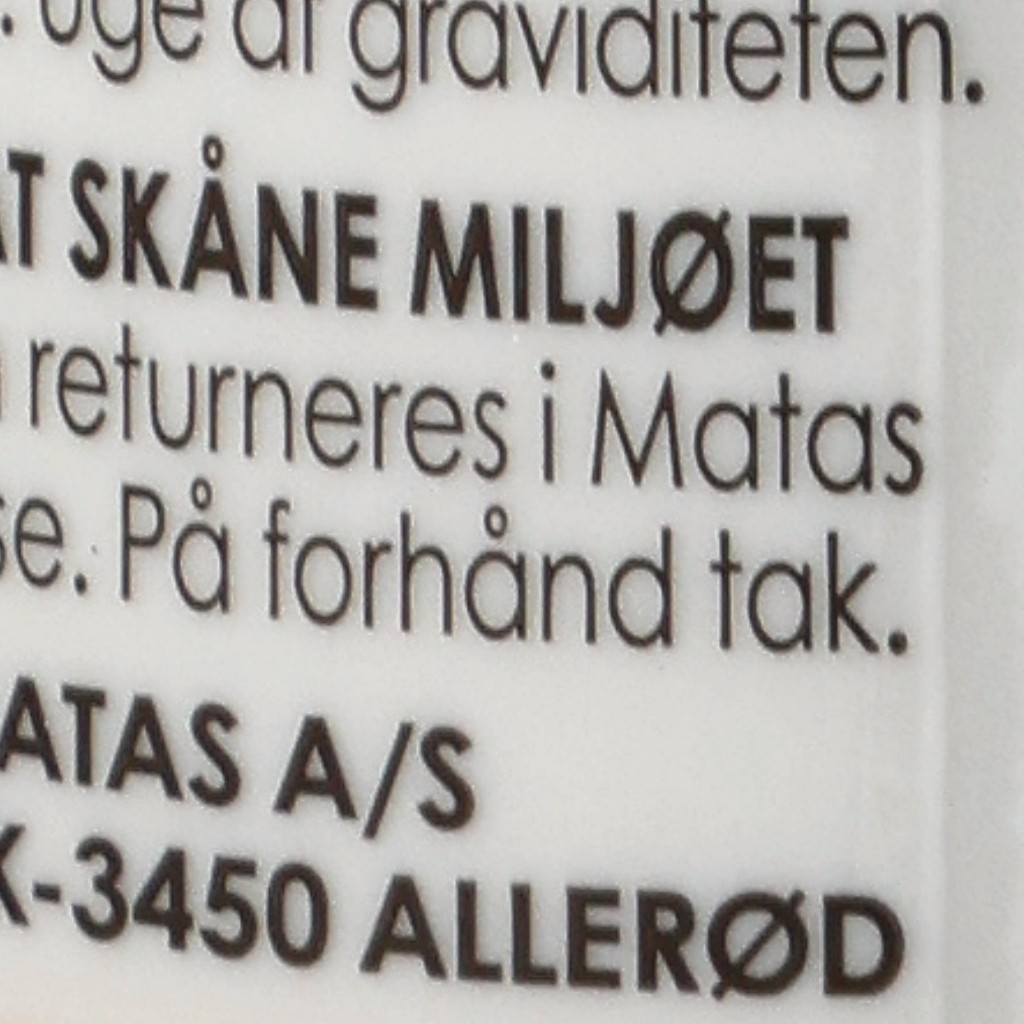 . uge af graviditeten.
AT SKÅNE MILJØET
returneres i Matas
se. På forhånd tak.
ATAS A/S
K-3450 ALLERØD